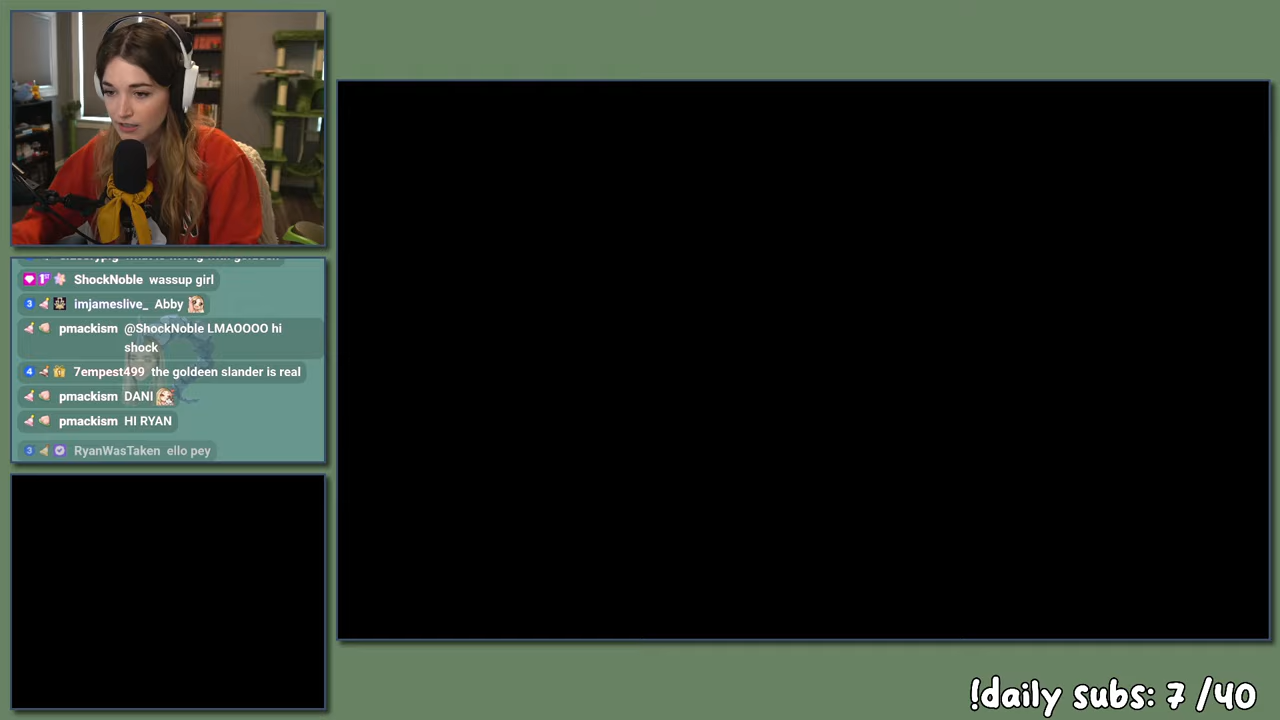 ShockNoble wassup girl
imjameslive_ Abby
pmackism @ShockNoble LMAOOOO hi
shock
7empest499 the goldeen slander is real
pmackism DANI
pmackism HI RYAN
RyanWasTaken ello pey
!daily subs: 7 /40